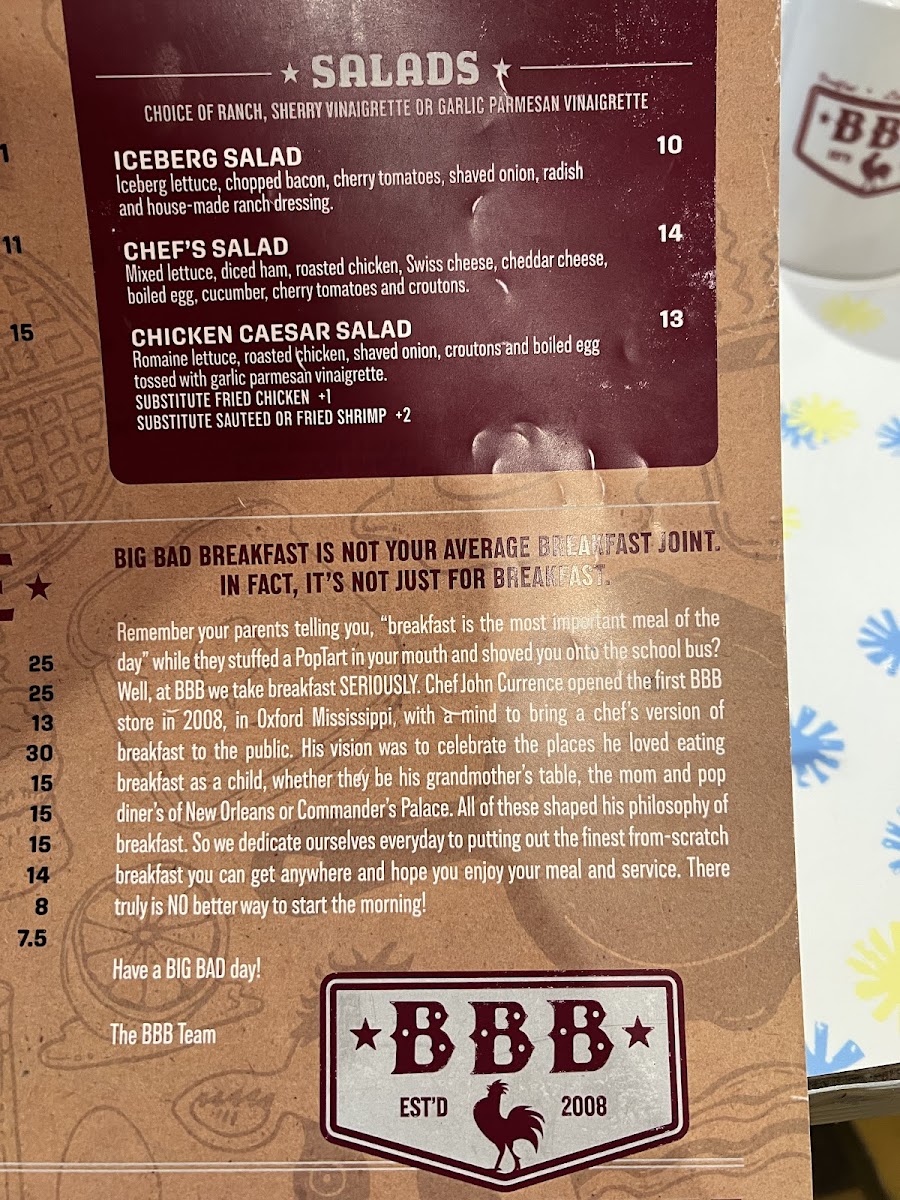 ★ SALADS ★
CHOICE OF RANCH, SHERRY VINAIGRETTE OR GARLIC PARMESAN VINAIGRETTE
ICEBERG SALAD 10
Iceberg lettuce, chopped bacon, cherry tomatoes, shaved onion, radish
and house-made ranch dressing.
CHEF'S SALAD 14
Mixed lettuce, diced ham, roasted chicken, Swiss cheese, cheddar cheese,
boiled egg, cucumber, cherry tomatoes and croutons.
CHICKEN CAESAR SALAD 13
Romaine lettuce, roasted chicken, shaved onion, croutons and boiled egg
tossed with garlic parmesan vinaigrette.
SUBSTITUTE FRIED CHICKEN +1
SUBSTITUTE SAUTEED OR FRIED SHRIMP +2
11
15
25
25
13
30
15
15
15
14
8
7.5
BIG BAD BREAKFAST IS NOT YOUR AVERAGE BREAKFAST JOINT.
IN FACT, IT'S NOT JUST FOR BREAKFAST.
Remember your parents telling you, “breakfast is the most important meal of the
day” while they stuffed a PopTart in your mouth and shoved you onto the school bus?
Well, at BBB we take breakfast SERIOUSLY. Chef John Currence opened the first BBB
store in 2008, in Oxford Mississippi, with a mind to bring a chef's version of
breakfast to the public. His vision was to celebrate the places he loved eating
breakfast as a child, whether they be his grandmother's table, the mom and pop
diner's of New Orleans or Commander's Palace. All of these shaped his philosophy of
breakfast. So we dedicate ourselves everyday to putting out the finest from-scratch
breakfast you can get anywhere and hope you enjoy your meal and service. There
truly is NO better way to start the morning!
Have a BIG BAD day!
The BBB Team
★BBB★
EST'D 2008
BB